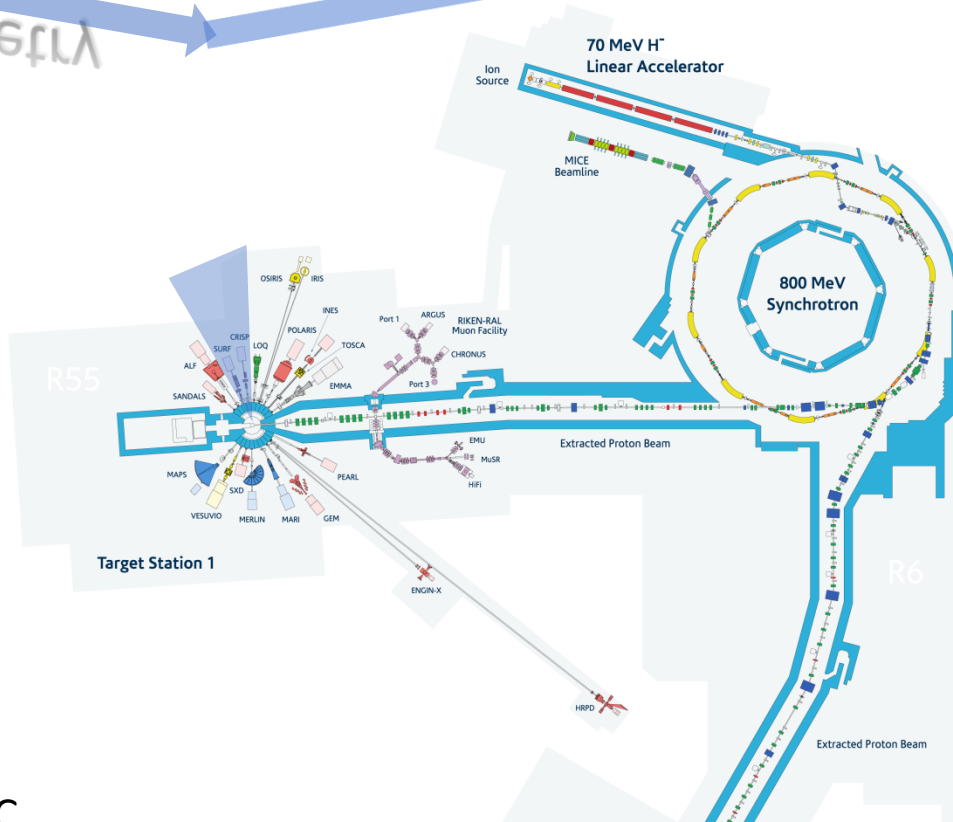 etry
70 MeV H⁻
Linear Accelerator
Ion
Source
MICE
Beamline
800 MeV
Synchrotron
OSIRIS
IRIS
INES
Port 1
ARGUS
RIKEN-RAL
Muon Facility
CRISP
LOQ
POLARIS
TOSCA
SURF
CHRONUS
ALF
EMMA
Port 3
SANDALS
R55
Extracted Proton Beam
EMU
MuSR
HiFi
MAPS
PEARL
SXD
VESUVIO
MERLIN
MARI
GEM
Target Station 1
R6
ENGIN-X
HRPD
Extracted Proton Beam
C